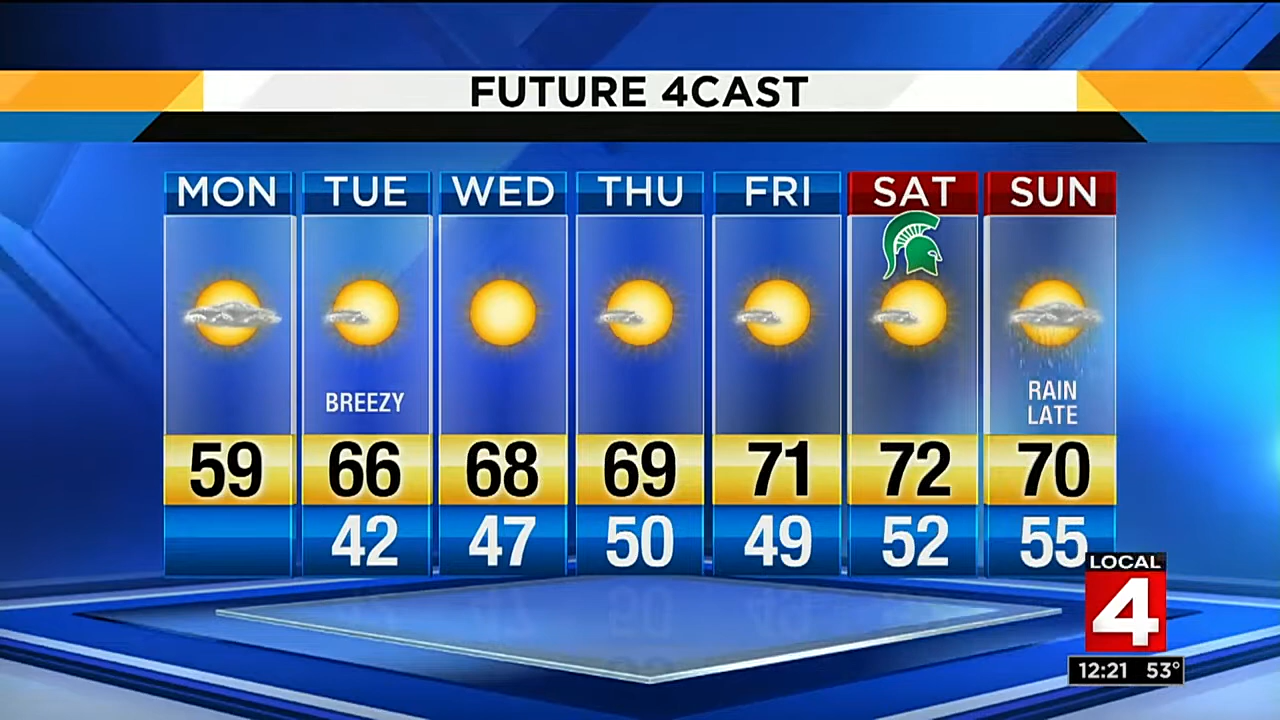 FUTURE 4CAST
MON TUE WED THU FRI SAT SUN
BREEZY
RAIN
LATE
59 66 68 69 71 72 70
42 47 50 49 52 55
LOCAL
4
12:21 53°